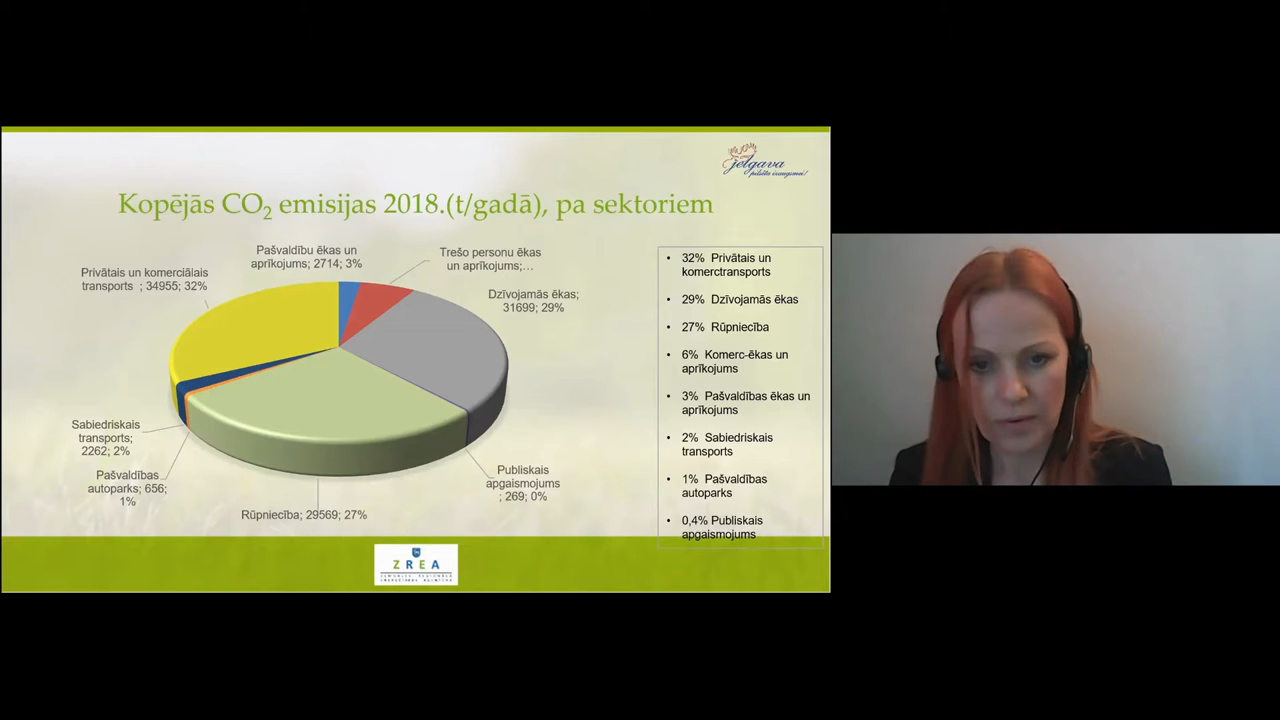 jelgava
pilsēta izaugsmei!
Kopējās CO2 emisijas 2018.(t/gadā), pa sektoriem
Pašvaldību ēkas un
aprīkojums; 2714; 3%
Trešo personu ēkas
un aprīkojums;…
Privātais un komerciālais
transports ; 34955; 32%
Dzīvojamās ēkas;
31699; 29%
Sabiedriskais
transports;
2262; 2%
Pašvaldības
autoparks; 656;
1%
Rūpniecība; 29569; 27%
Publiskais
apgaismojums
; 269; 0%
• 32% Privātais un
komerctransports
• 29% Dzīvojamās ēkas
• 27% Rūpniecība
• 6% Komerc-ēkas un
aprīkojums
• 3% Pašvaldības ēkas un
aprīkojums
• 2% Sabiedriskais
transports
• 1% Pašvaldības
autoparks
• 0,4% Publiskais
apgaismojums
Z R E A